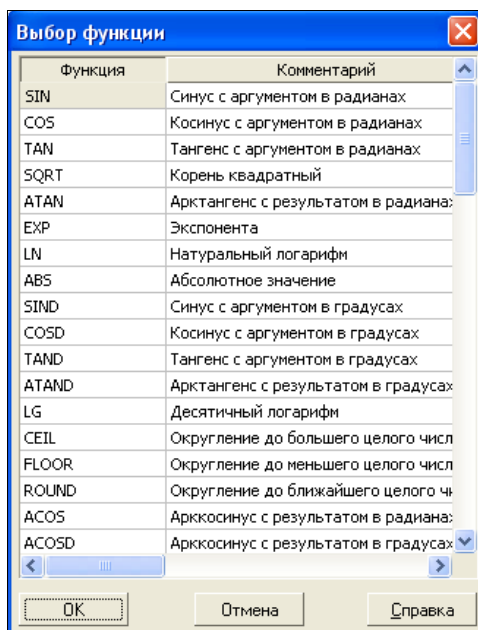 Выбор функции
Функция Комментарий
SIN Синус с аргументом в радианах
COS Косинус с аргументом в радианах
TAN Тангенс с аргументом в радианах
SQRT Корень квадратный
ATAN Арктангенс с результатом в радианах
EXP Экспонента
LN Натуральный логарифм
ABS Абсолютное значение
SIND Синус с аргументом в градусах
COSD Косинус с аргументом в градусах
TAND Тангенс с аргументом в градусах
ATAND Арктангенс с результатом в градусах
LG Десятичный логарифм
CEIL Округление до большего целого числ
FLOOR Округление до меньшего целого числ
ROUND Округление до ближайшего целого чи
ACOS Арккосинус с результатом в радианах
ACOSD Арккосинус с результатом в градусах
OK Отмена Справка